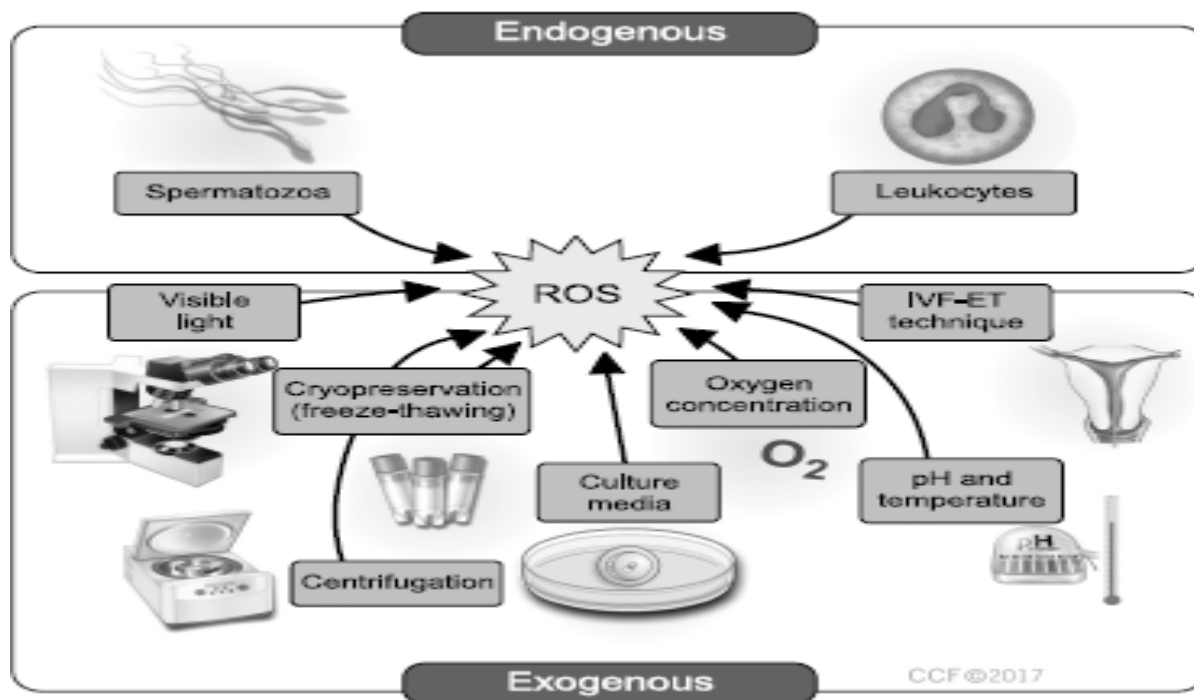 Endogenous
Spermatozoa
Leukocytes
ROS
Visible
light
IVF-ET
technique
Cryopreservation
(freeze-thawing)
Oxygen
concentration
O2
Culture
media
pH and
temperature
pH
Centrifugation
CCF©2017
Exogenous